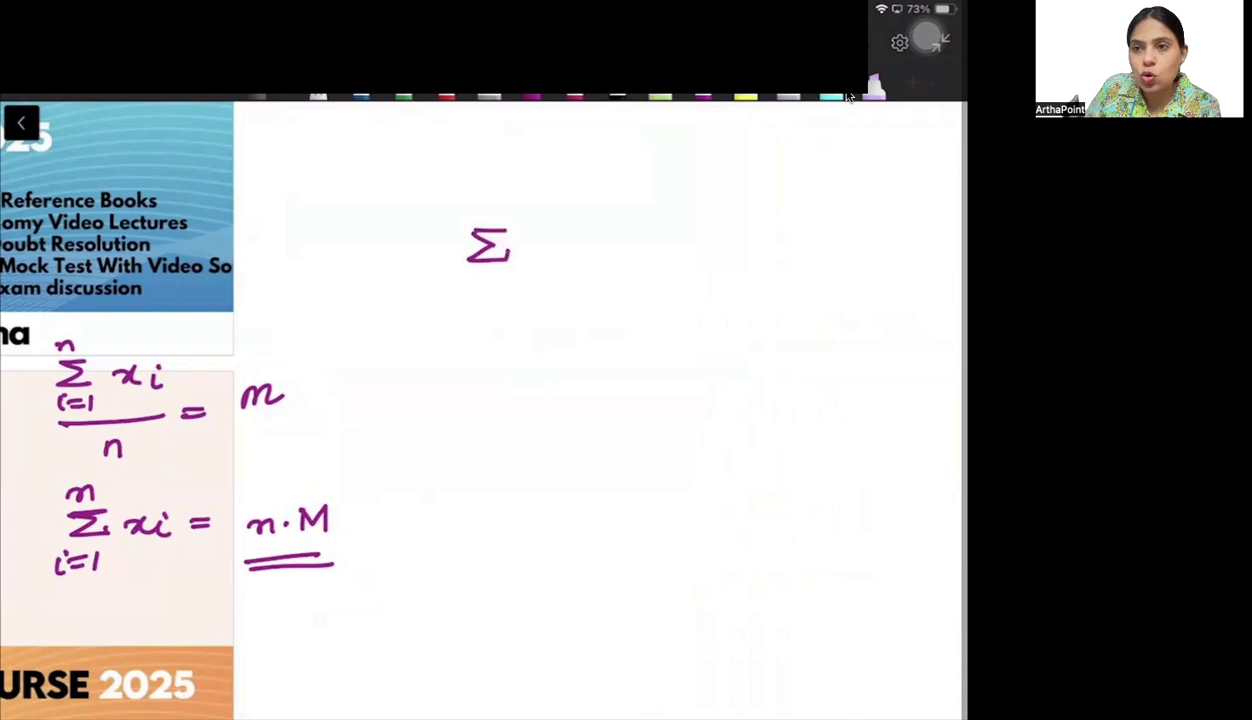 73%
ArthaPoint
25
Reference Books
omy Video Lectures
oubt Resolution
Mock Test With Video So
xam discussion
na
Σ
n
Σ xi
i=1
n
= m
n
Σ xi = n·M
i=1
URSE 2025